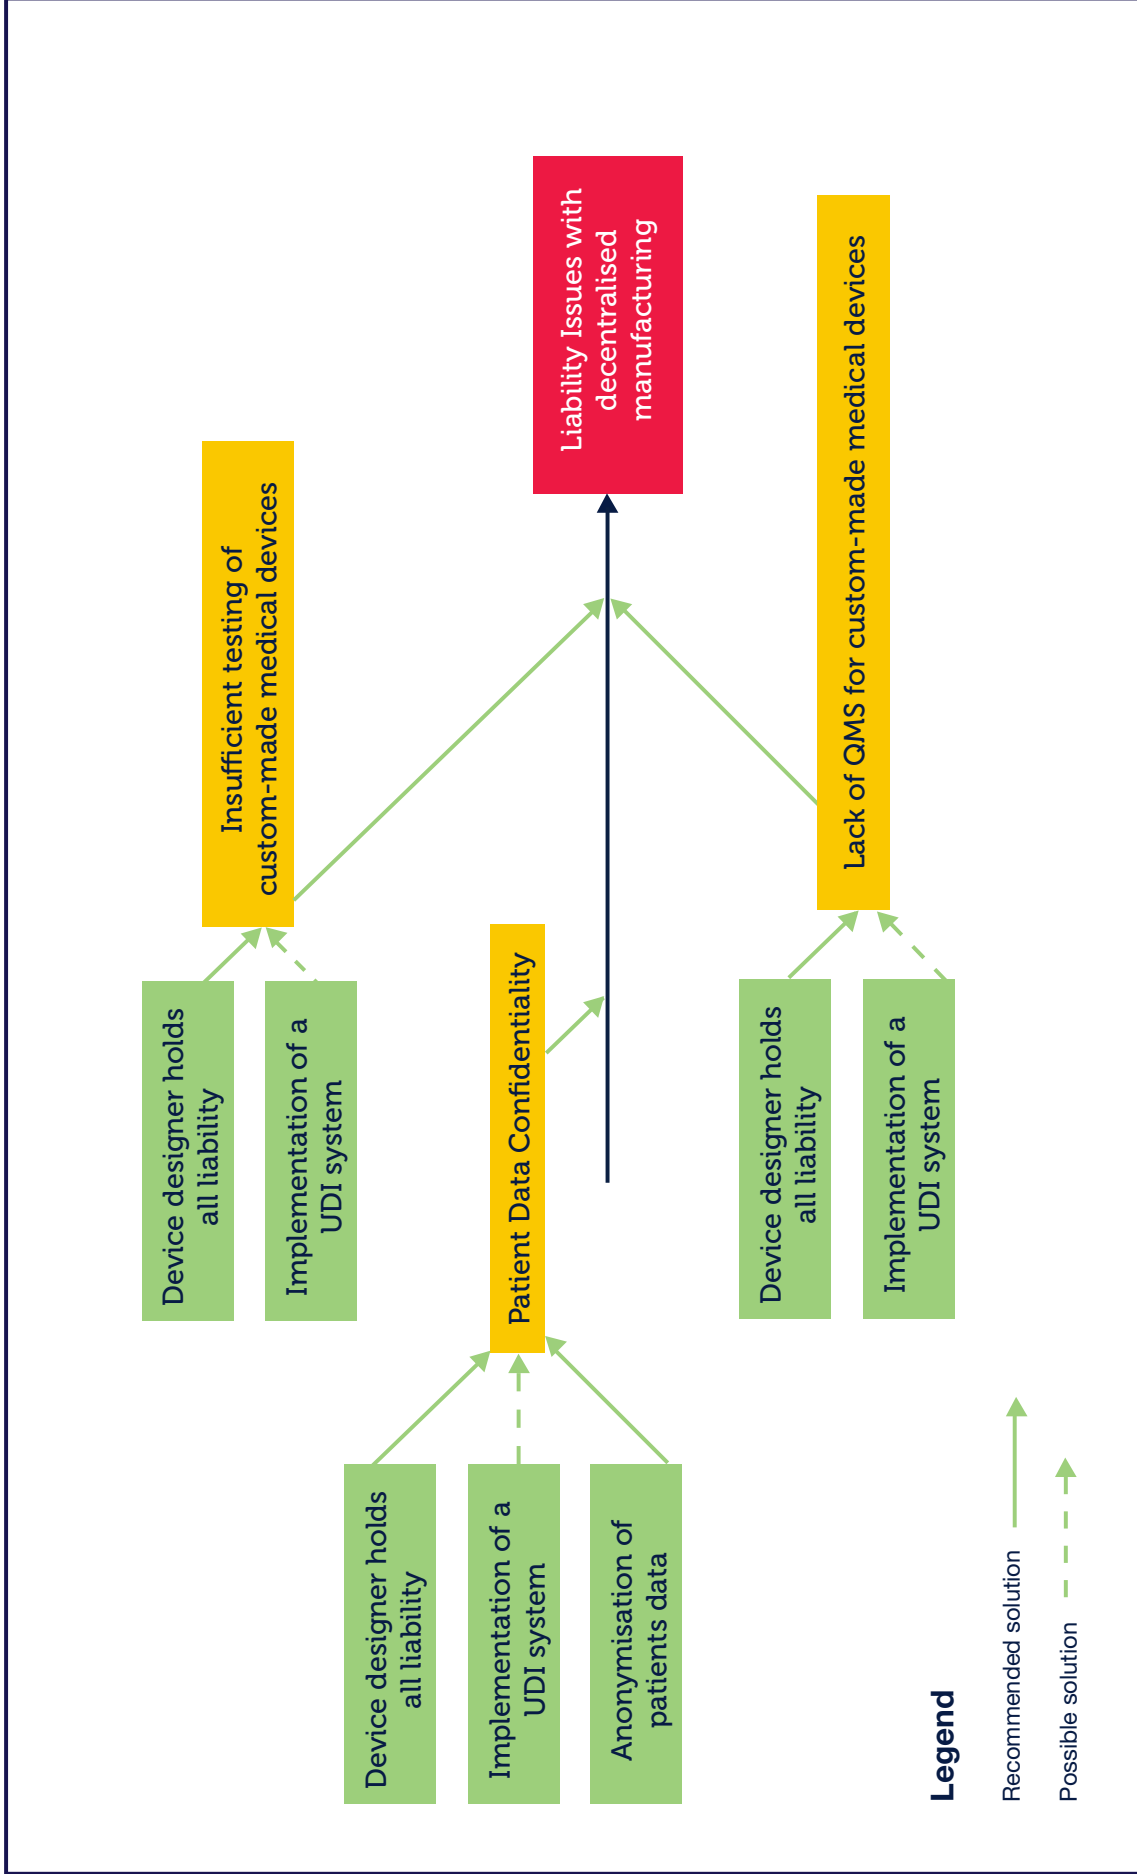 Device designer holds
all liability
Implementation of a
UDI system
Insufficient testing of
custom-made medical devices
Device designer holds
all liability
Implementation of a
UDI system
Anonymisation of
patients data
Patient Data Confidentiality
Liability Issues with
decentralised
manufacturing
Device designer holds
all liability
Implementation of a
UDI system
Lack of QMS for custom-made medical devices
Legend
Recommended solution
Possible solution